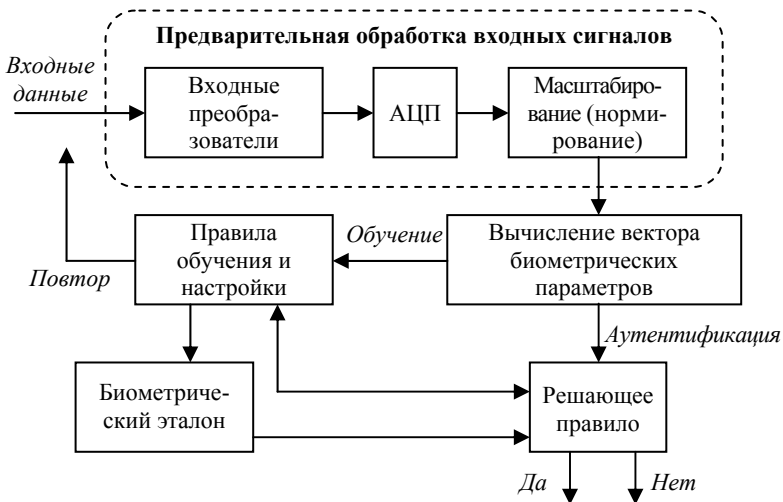 Предварительная обработка входных сигналов
Входные
данные
Входные
преобра-
зователи
АЦП
Масштабиро-
вание (норми-
рование)
Правила
обучения и
настройки
Обучение
Вычисление вектора
биометрических
параметров
Повтор
Аутентификация
Биометриче-
ский эталон
Решающее
правило
Да
Нет